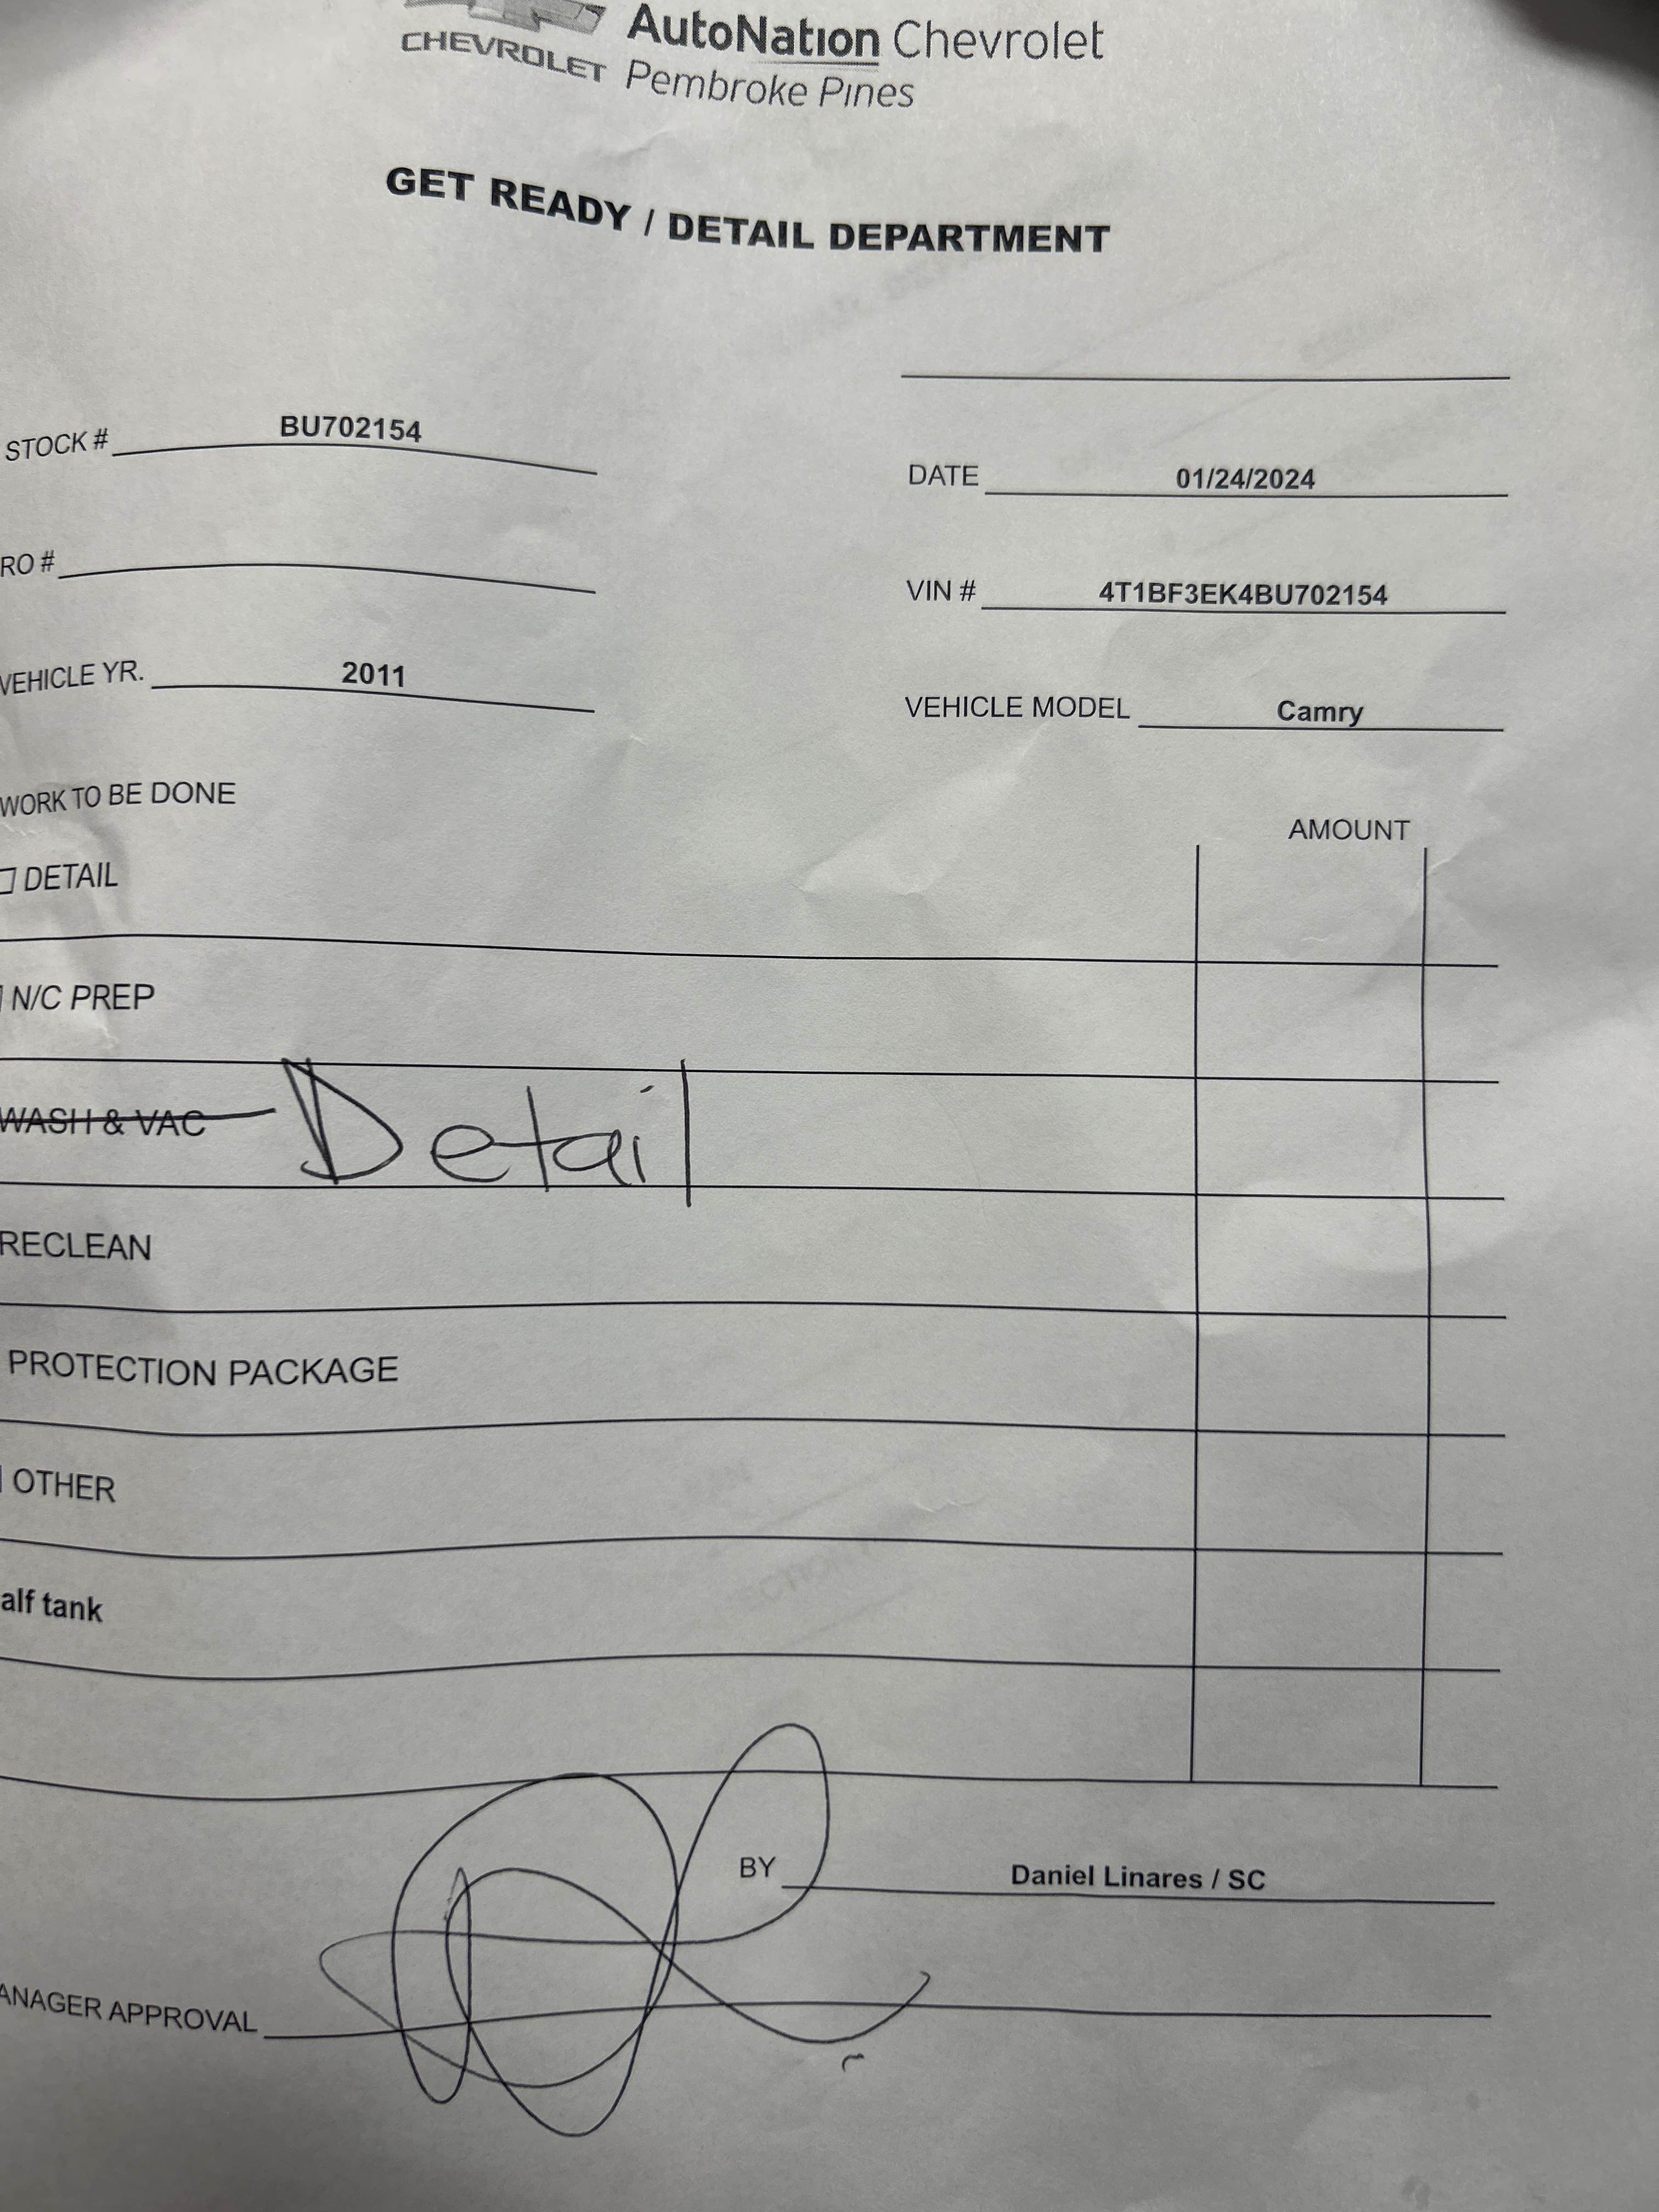 AutoNation Chevrolet
CHEVROLET Pembroke Pines
GET READY / DETAIL DEPARTMENT
STOCK # BU702154
DATE 01/24/2024
RO #
VIN # 4T1BF3EK4BU702154
VEHICLE YR. 2011
VEHICLE MODEL Camry
WORK TO BE DONE
AMOUNT
DETAIL
N/C PREP
WASH & VAC Detail
RECLEAN
PROTECTION PACKAGE
OTHER
alf tank
BY Daniel Linares / SC
ANAGER APPROVAL